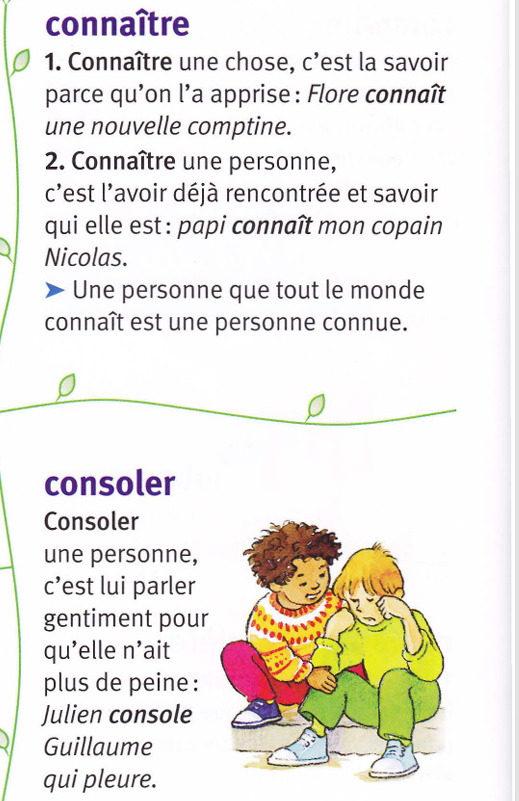 connaître
1. Connaître une chose, c'est la savoir
parce qu'on l'a apprise : Flore connaît
une nouvelle comptine.
2. Connaître une personne,
c'est l'avoir déjà rencontrée et savoir
qui elle est : papi connaît mon copain
Nicolas.
➤ Une personne que tout le monde
connaît est une personne connue.
consoler
Consoler
une personne,
c'est lui parler
gentiment pour
qu'elle n'ait
plus de peine :
Julien console
Guillaume
qui pleure.